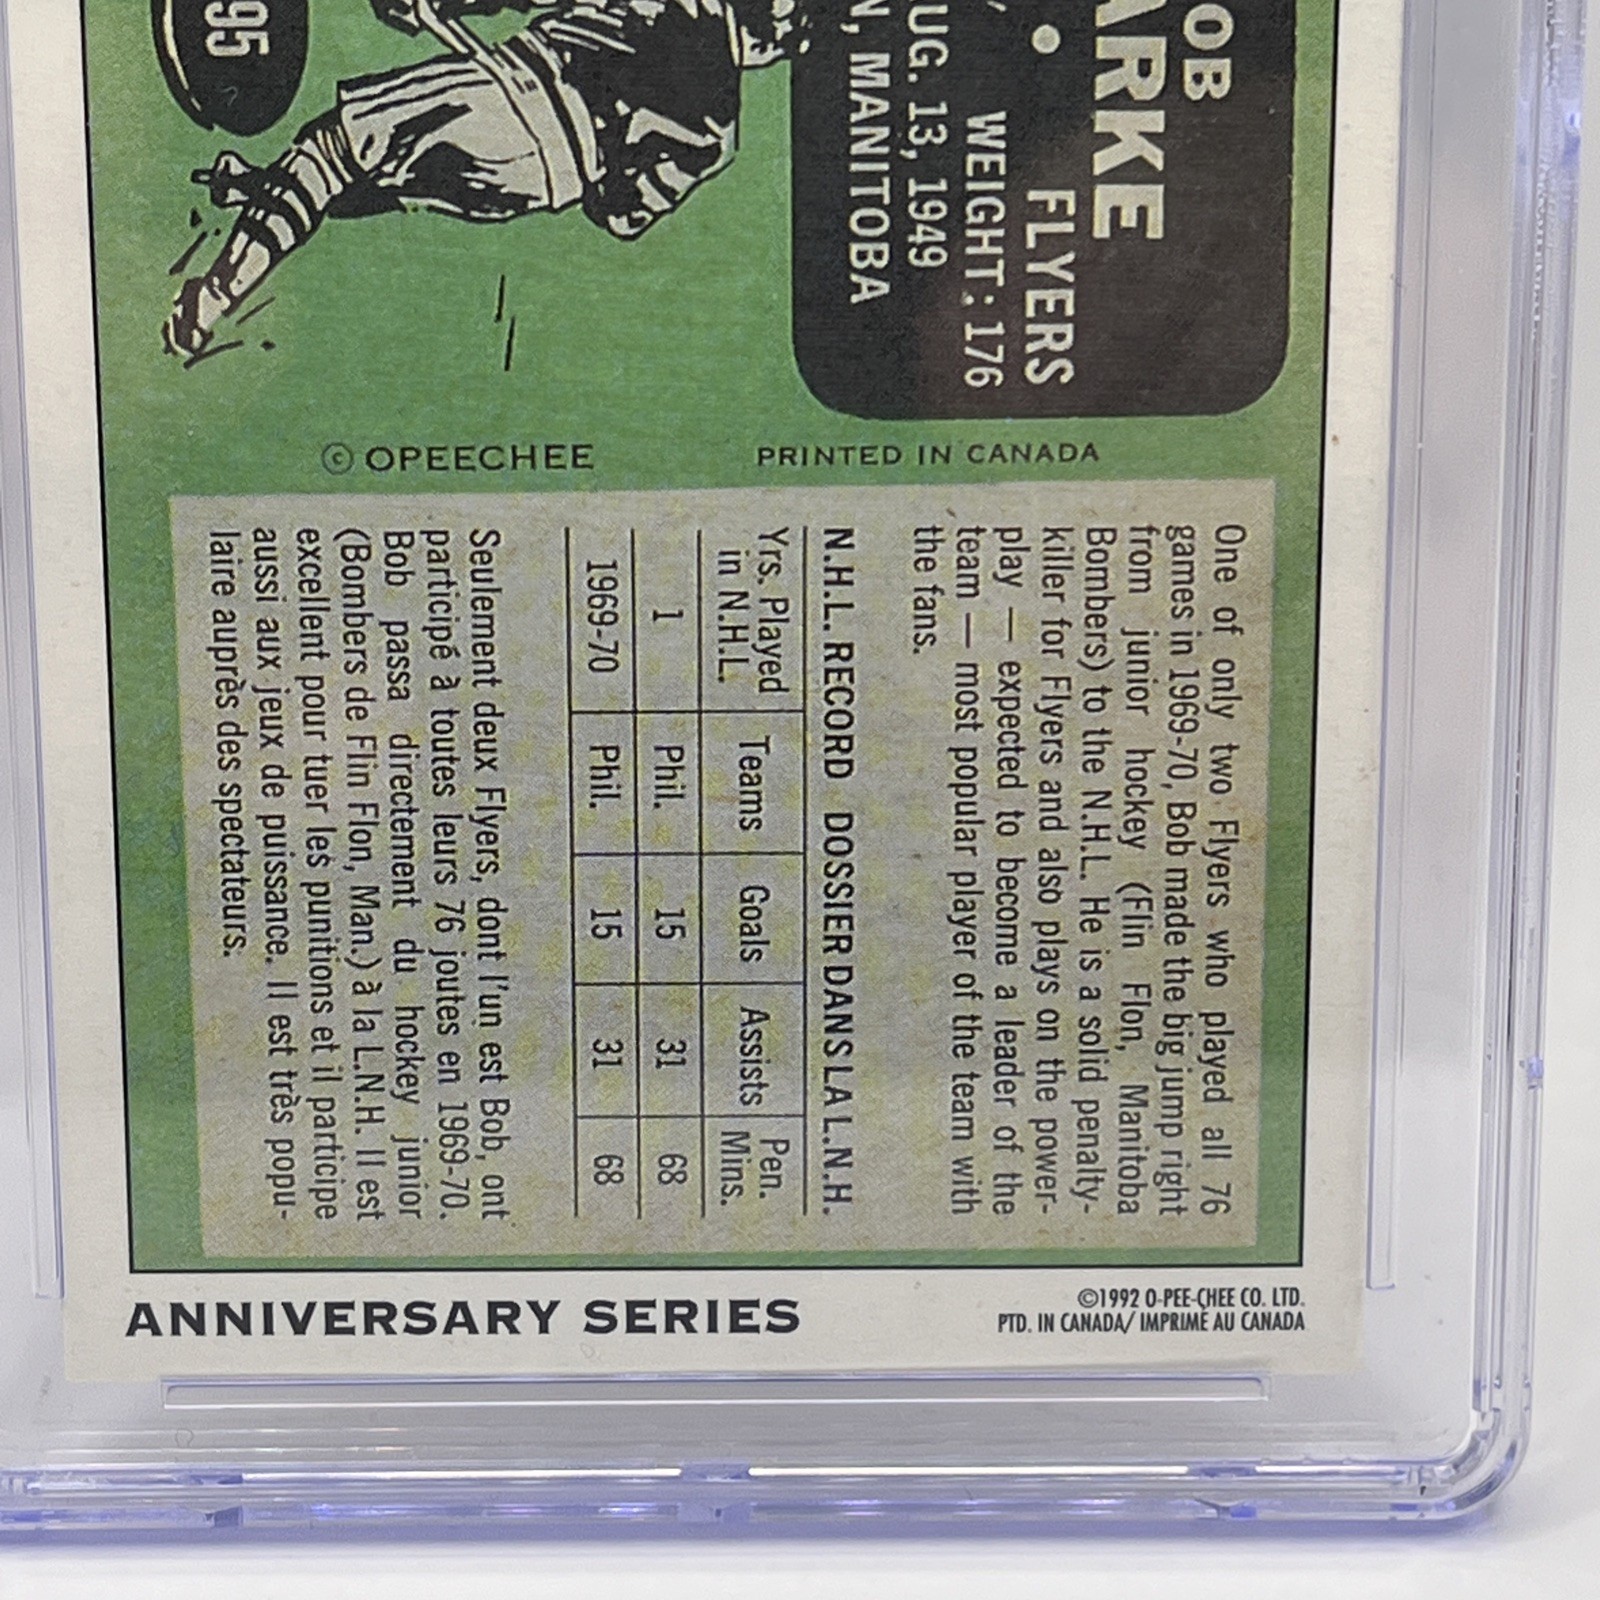 OB
ARKE
• FLYERS
WEIGHT: 176
UG. 13, 1949
N, MANITOBA
95
© OPEECHEE
PRINTED IN CANADA
One of only two Flyers who played all 76
games in 1969-70, Bob made the big jump right
from junior hockey (Flin Flon, Manitoba
Bombers) to the N.H.L. He is a solid penalty-
killer for Flyers and also plays on the power-
play — expected to become a leader of the
team — most popular player of the team with
the fans.
N.H.L. RECORD DOSSIER DANS LA L.N.H.
Yrs. Played in N.H.L. Teams Goals Assists Pen. Mins.
1 Phil. 15 31 68
1969-70 Phil. 15 31 68
Seulement deux Flyers, dont l'un est Bob, ont
participé à toutes leurs 76 joutes en 1969-70.
Bob passa directement du hockey junior
(Bombers de Flin Flon, Man.) à la L.N.H. Il est
excellent pour tuer les punitions et il participe
aussi aux jeux de puissance. Il est très popu-
laire auprès des spectateurs.
ANNIVERSARY SERIES
©1992 O-PEE-CHEE CO. LTD.
PTD. IN CANADA/ IMPRIMÉ AU CANADA